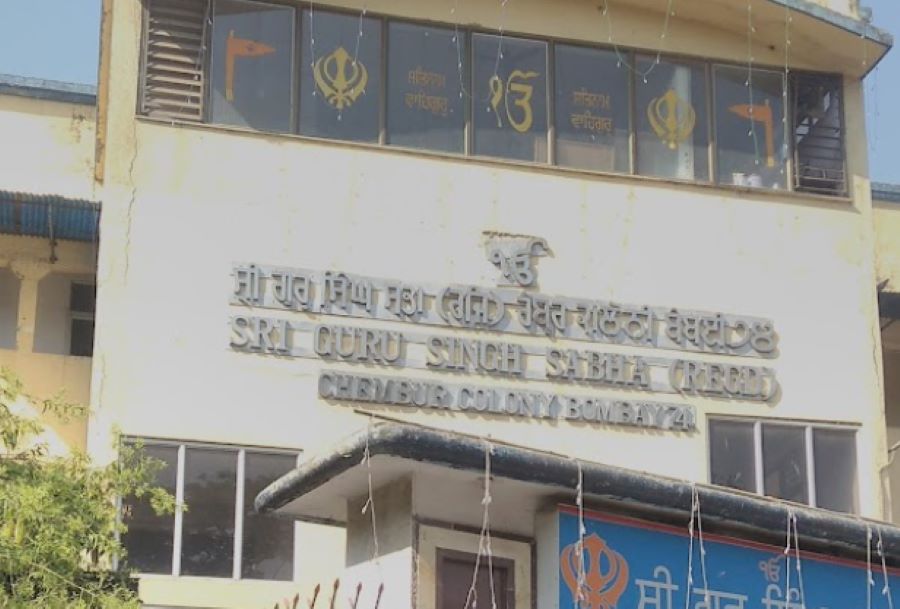 ਸਤਿਨਾਮ
ਵਾਹਿਗੁਰੂ
ੴ
ਸਤਿਨਾਮ
ਵਾਹਿਗੁਰੂ
ੴ
ਸ੍ਰੀ ਗੁਰੂ ਸਿੰਘ ਸਭਾ (ਰਜਿ) ਚੇਂਬੂਰ ਕਾਲੋਨੀ ਬੰਬਈ ੭੪
SRI GURU SINGH SABHA (REGD)
CHEMBUR COLONY BOMBAY 74
ੴ
ਸ੍ਰੀ ਗੁਰੂ ਸਿੰਘ